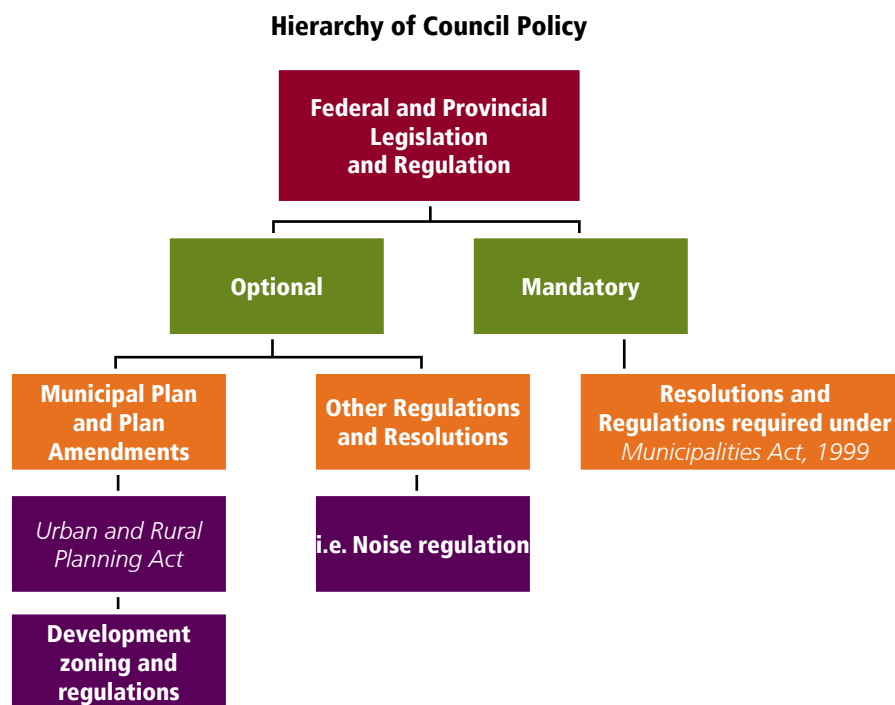 Hierarchy of Council Policy
Federal and Provincial
Legislation
and Regulation
Optional
Mandatory
Municipal Plan
and Plan
Amendments
Other Regulations
and Resolutions
Resolutions and
Regulations required under
Municipalities Act, 1999
Urban and Rural
Planning Act
i.e. Noise regulation
Development
zoning and
regulations